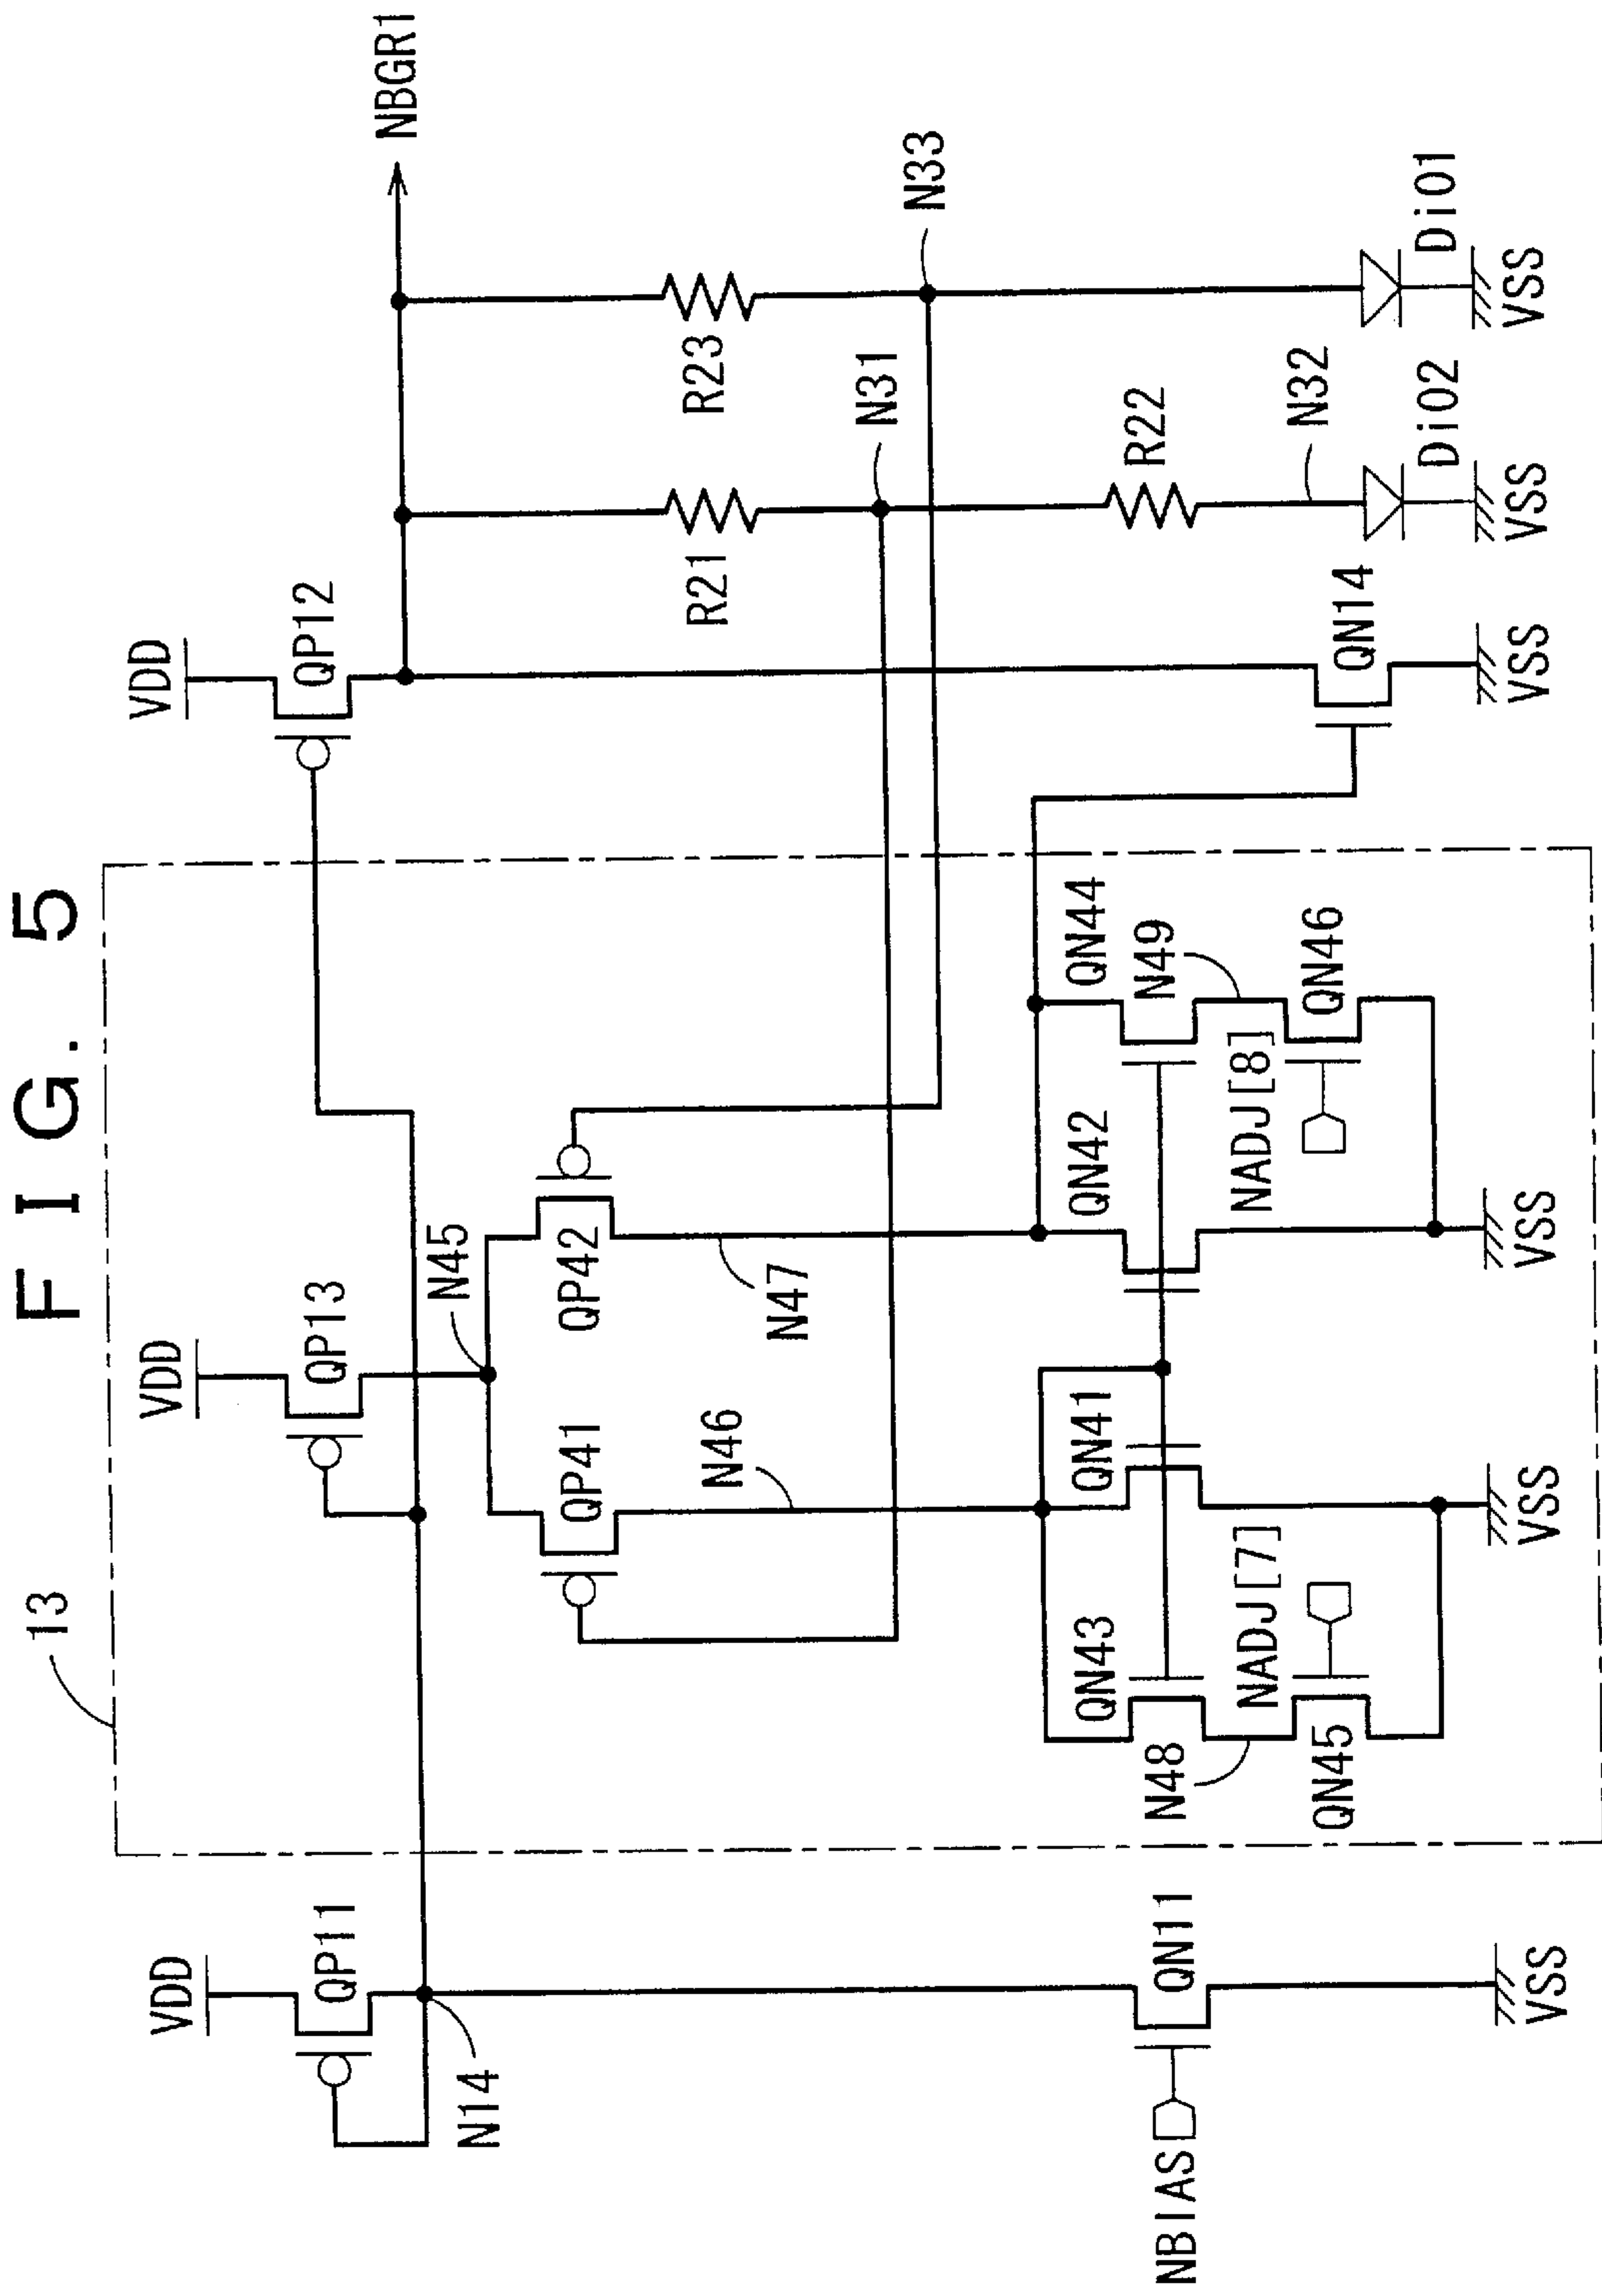 FIG. 5
13
VDD
VDD
VDD
QP11
QP13
QP12
NBGR1
N14
N45
QP41
QP42
R21
R23
N46
N47
N31
N33
QN43
QN41
QN42
QN44
N48
NADJ[7]
NADJ[8]
N49
R22
NBIAS
QN11
QN45
QN46
QN14
N32
Di02
Di01
VSS
VSS
VSS
VSS
VSS
VSS